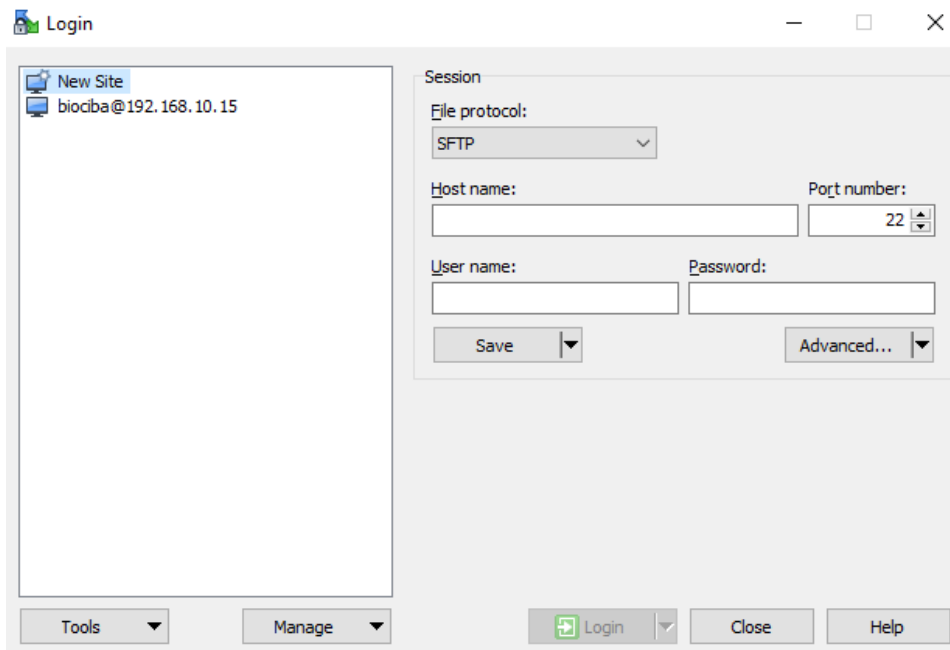 Login
New Site
biociba@192.168.10.15
Session
File protocol:
SFTP
Host name: Port number:
22
User name: Password:
Save Advanced...
Tools Manage Login Close Help